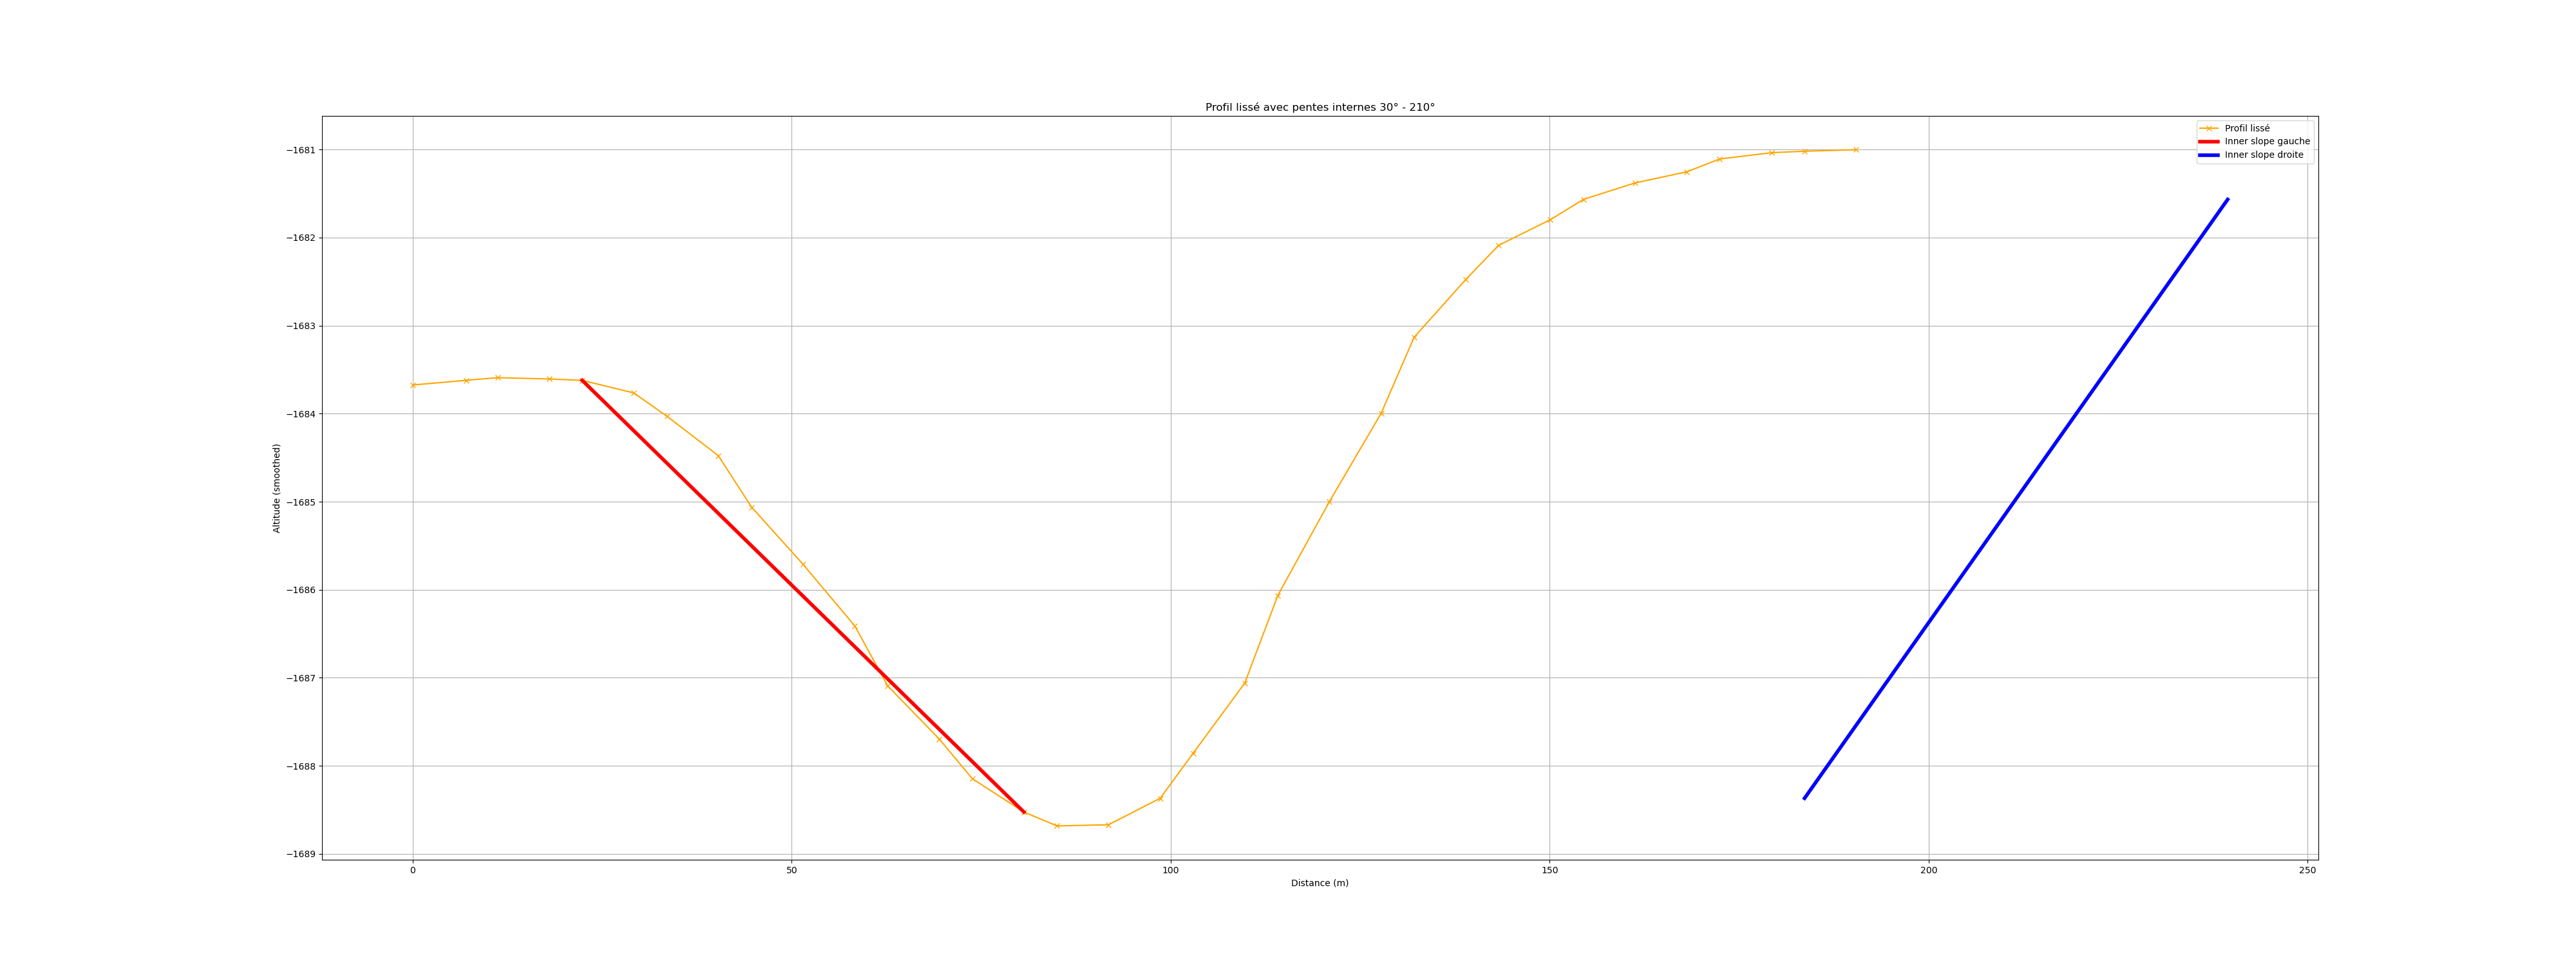 Profil lissé avec pentes internes 30° - 210°
Profil lissé
Inner slope gauche
Inner slope droite
Altitude (smoothed)
−1681
−1682
−1683
−1684
−1685
−1686
−1687
−1688
−1689
0
50
100
150
200
250
Distance (m)